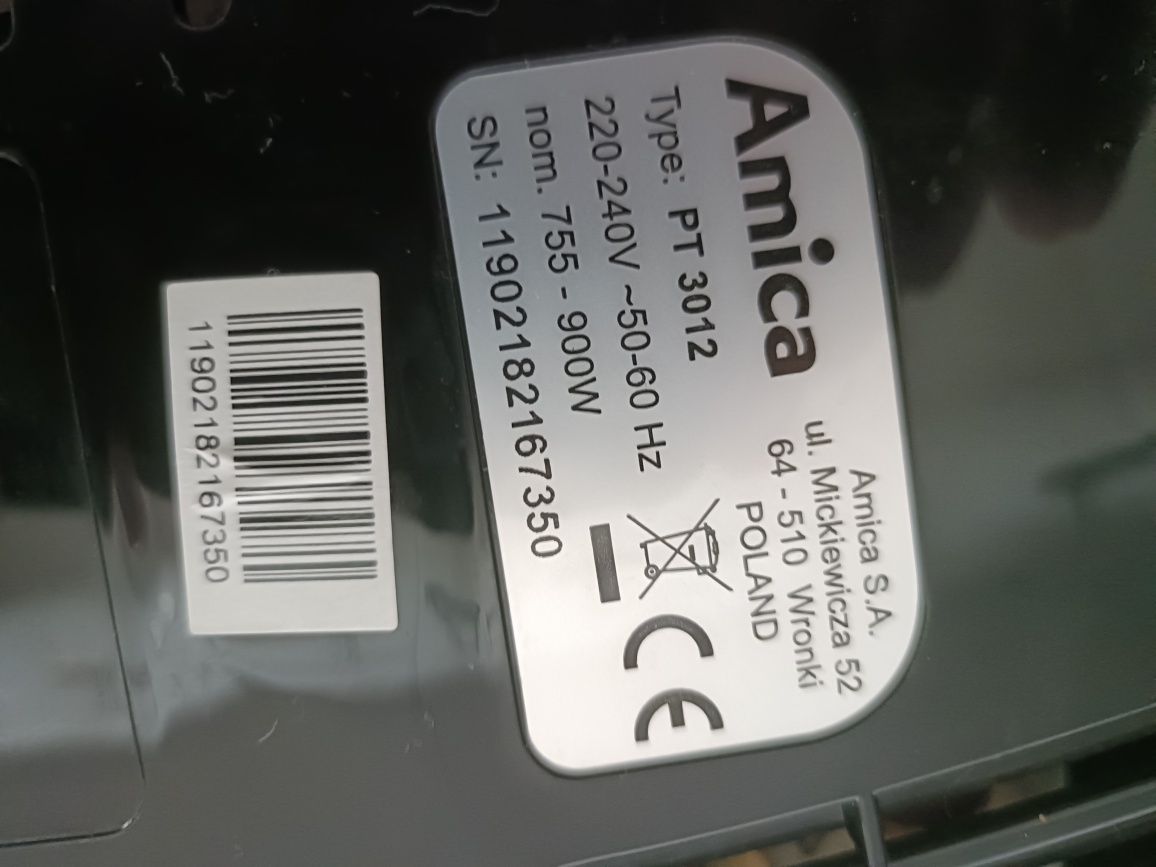 Amica
Amica S.A.
ul. Mickiewicza 52
64 - 510 Wronki
POLAND
Type: PT 3012
220-240V ~50-60 Hz
nom. 755 - 900W
SN: 11902182167350
CE
11902182167350